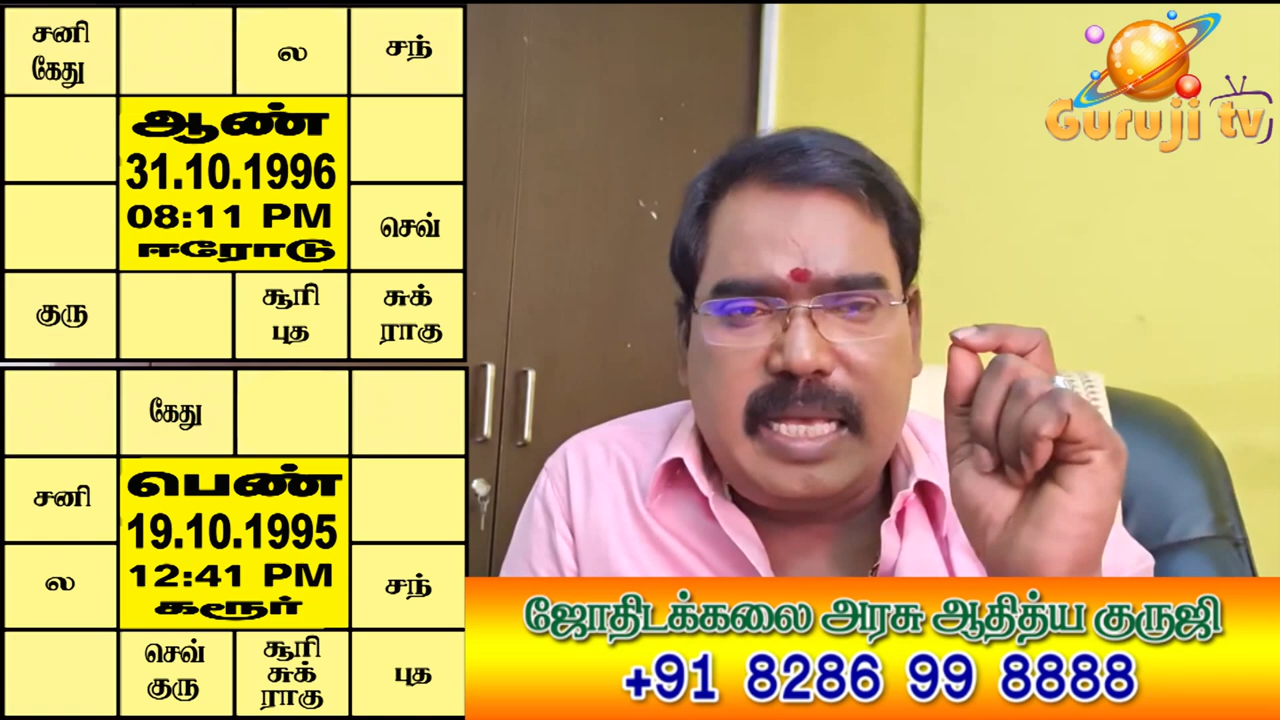 சனி
கேது
ல
சந்
ஆண்
31.10.1996
08:11 PM
ஈரோடு
செவ்
குரு
சூரி
புத
சுக்
ராகு
கேது
சனி
பெண்
19.10.1995
12:41 PM
கரூர்
ல
சந்
செவ்
குரு
சூரி
சுக்
ராகு
புத
Guruji tv
ஜோதிடக்கலை அரசு ஆதித்ய குருஜி
+91 8286 99 8888